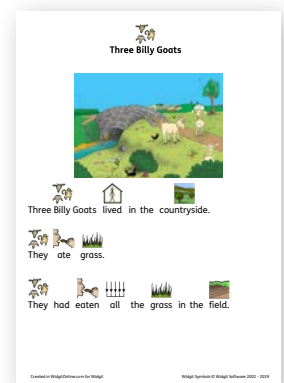 Three Billy Goats
Three Billy Goats lived in the countryside.
They ate grass.
They had eaten all the grass in the field.
Created in WidgitOnline.com for Widgit
Widgit Symbols © Widgit Software 2002 - 2019